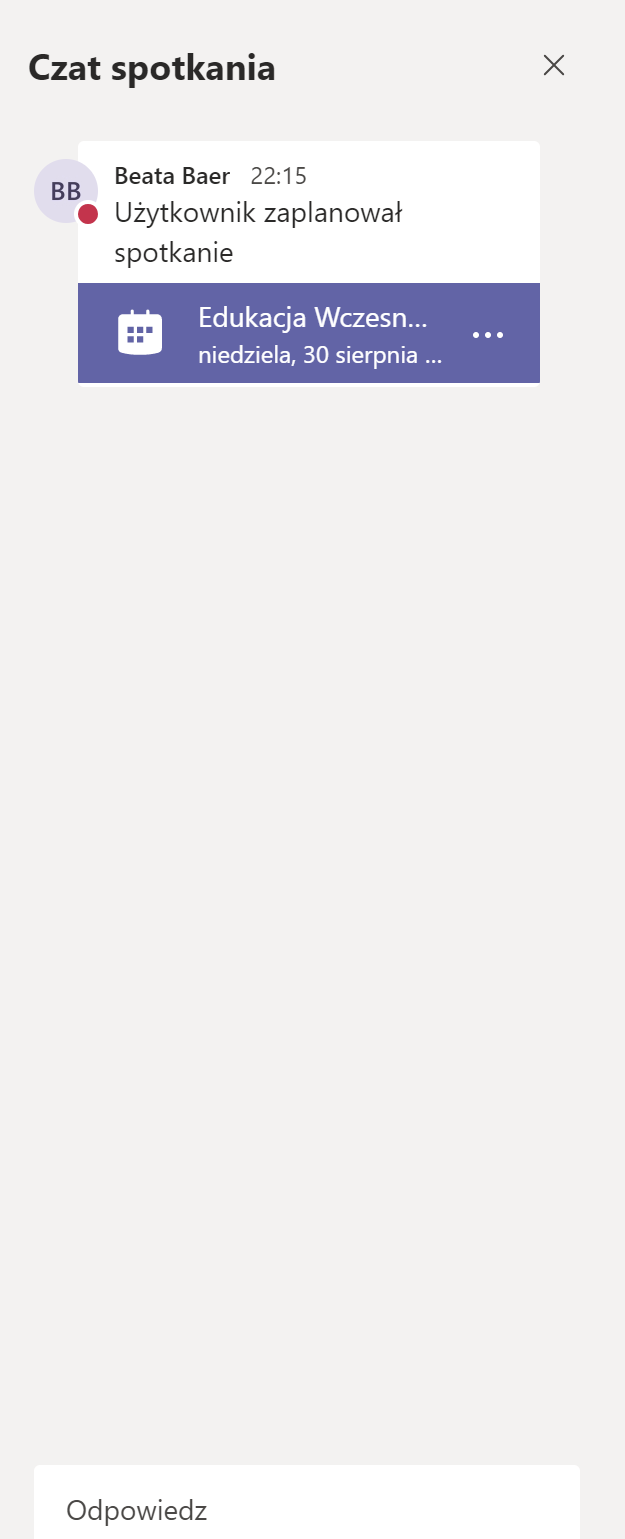 Czat spotkania
BB
Beata Baer 22:15
Użytkownik zaplanował
spotkanie
Edukacja Wczesn...
niedziela, 30 sierpnia ...
Odpowiedz